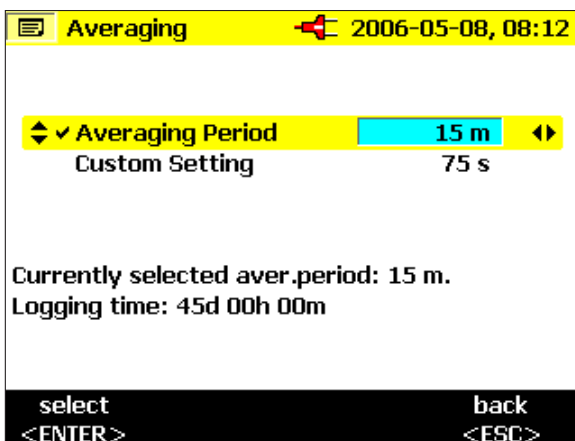 Averaging 2006-05-08, 08:12
Averaging Period 15 m
Custom Setting 75 s
Currently selected aver.period: 15 m.
Logging time: 45d 00h 00m
select back
<ENTER> <ESC>